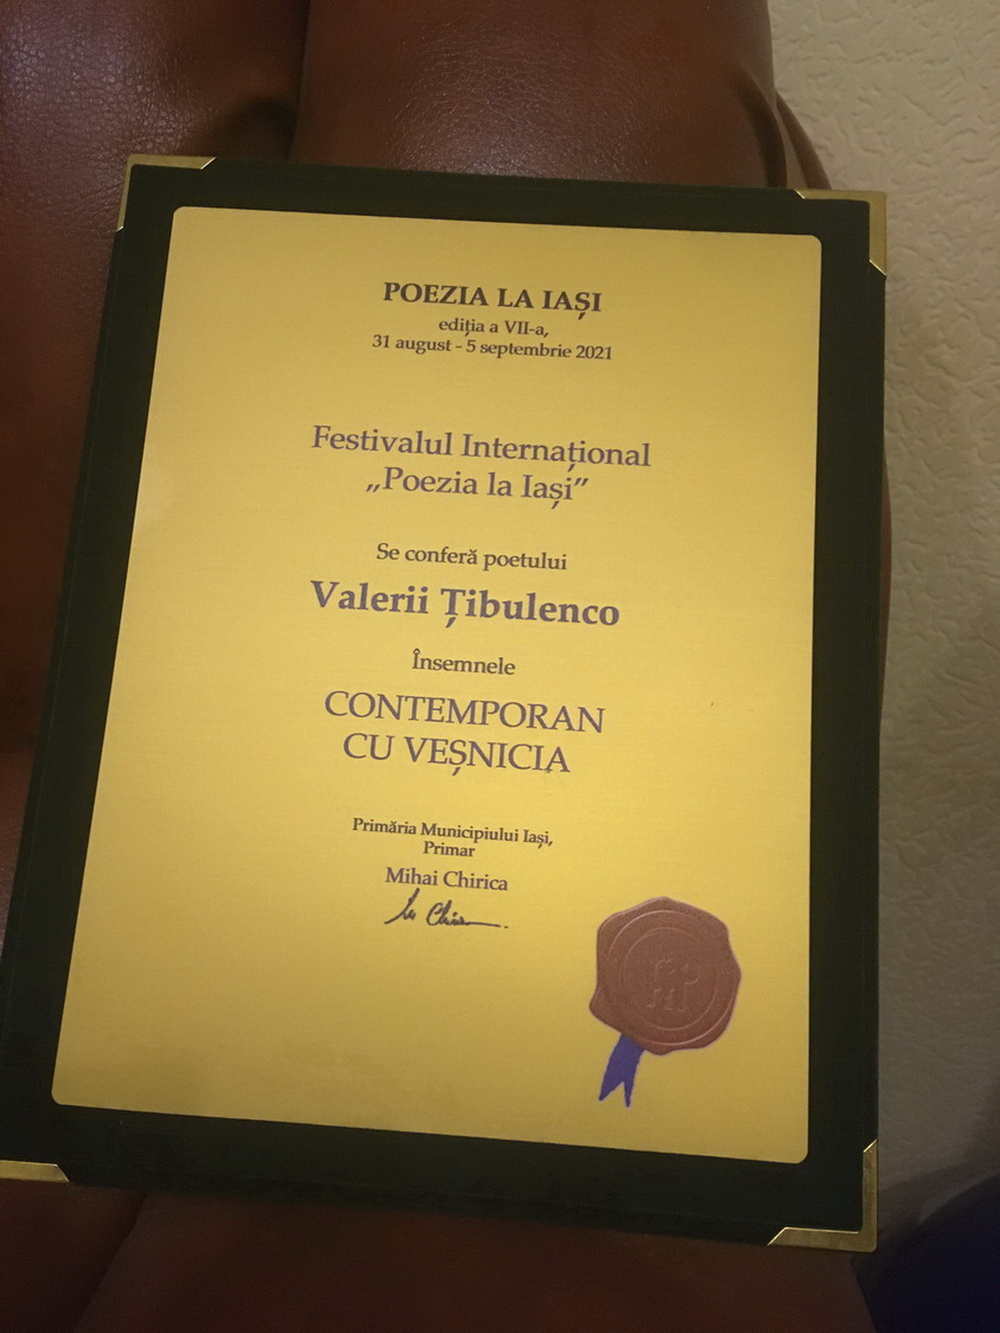 POEZIA LA IAȘI
ediția a VII-a,
31 august - 5 septembrie 2021
Festivalul Internațional
„Poezia la Iași”
Se conferă poetului
Valerii Țibulenco
Însemnele
CONTEMPORAN
CU VEȘNICIA
Primăria Municipiului Iași,
Primar
Mihai Chirica